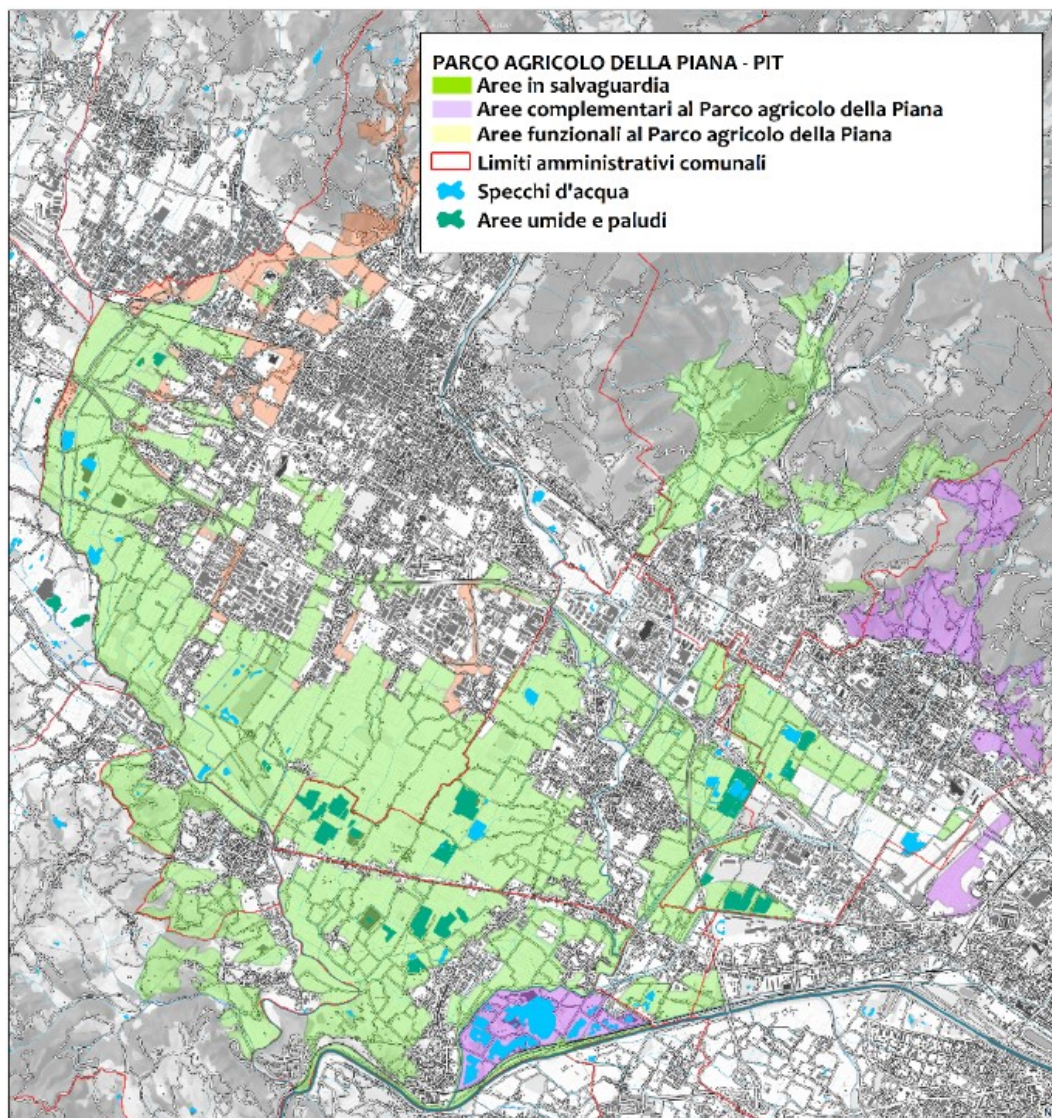 PARCO AGRICOLO DELLA PIANA - PIT
Aree in salvaguardia
Aree complementari al Parco agricolo della Piana
Aree funzionali al Parco agricolo della Piana
Limiti amministrativi comunali
Specchi d'acqua
Aree umide e paludi